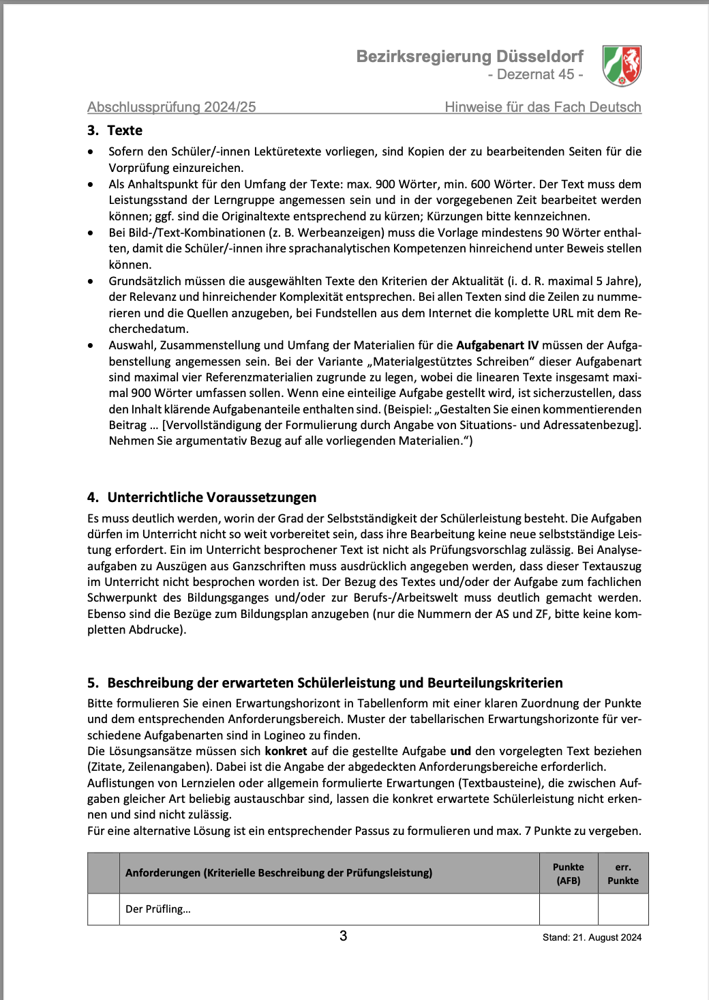 Bezirksregierung Düsseldorf
- Dezernat 45 -
Abschlussprüfung 2024/25 Hinweise für das Fach Deutsch
3. Texte
• Sofern den Schüler/-innen Lektüretexte vorliegen, sind Kopien der zu bearbeitenden Seiten für die
Vorprüfung einzureichen.
• Als Anhaltspunkt für den Umfang der Texte: max. 900 Wörter, min. 600 Wörter. Der Text muss dem
Leistungsstand der Lerngruppe angemessen sein und in der vorgegebenen Zeit bearbeitet werden
können; ggf. sind die Originaltexte entsprechend zu kürzen; Kürzungen bitte kennzeichnen.
• Bei Bild-/Text-Kombinationen (z. B. Werbeanzeigen) muss die Vorlage mindestens 90 Wörter enthal-
ten, damit die Schüler/-innen ihre sprachanalytischen Kompetenzen hinreichend unter Beweis stellen
können.
• Grundsätzlich müssen die ausgewählten Texte den Kriterien der Aktualität (i. d. R. maximal 5 Jahre),
der Relevanz und hinreichender Komplexität entsprechen. Bei allen Texten sind die Zeilen zu numme-
rieren und die Quellen anzugeben, bei Fundstellen aus dem Internet die komplette URL mit dem Re-
cherchedatum.
• Auswahl, Zusammenstellung und Umfang der Materialien für die Aufgabenart IV müssen der Aufga-
benstellung angemessen sein. Bei der Variante „Materialgestütztes Schreiben“ dieser Aufgabenart
sind maximal vier Referenzmaterialien zugrunde zu legen, wobei die linearen Texte insgesamt maxi-
mal 900 Wörter umfassen sollen. Wenn eine einteilige Aufgabe gestellt wird, ist sicherzustellen, dass
den Inhalt klärende Aufgabenanteile enthalten sind. (Beispiel: „Gestalten Sie einen kommentierenden
Beitrag … [Vervollständigung der Formulierung durch Angabe von Situations- und Adressatenbezug].
Nehmen Sie argumentativ Bezug auf alle vorliegenden Materialien.“)
4. Unterrichtliche Voraussetzungen
Es muss deutlich werden, worin der Grad der Selbstständigkeit der Schülerleistung besteht. Die Aufgaben
dürfen im Unterricht nicht so weit vorbereitet sein, dass ihre Bearbeitung keine neue selbstständige Leis-
tung erfordert. Ein im Unterricht besprochener Text ist nicht als Prüfungsvorschlag zulässig. Bei Analyse-
aufgaben zu Auszügen aus Ganzschriften muss ausdrücklich angegeben werden, dass dieser Textauszug
im Unterricht nicht besprochen worden ist. Der Bezug des Textes und/oder der Aufgabe zum fachlichen
Schwerpunkt des Bildungsganges und/oder zur Berufs-/Arbeitswelt muss deutlich gemacht werden.
Ebenso sind die Bezüge zum Bildungsplan anzugeben (nur die Nummern der AS und ZF, bitte keine kom-
pletten Abdrucke).
5. Beschreibung der erwarteten Schülerleistung und Beurteilungskriterien
Bitte formulieren Sie einen Erwartungshorizont in Tabellenform mit einer klaren Zuordnung der Punkte
und dem entsprechenden Anforderungsbereich. Muster der tabellarischen Erwartungshorizonte für ver-
schiedene Aufgabenarten sind in Logineo zu finden.
Die Lösungsansätze müssen sich konkret auf die gestellte Aufgabe und den vorgelegten Text beziehen
(Zitate, Zeilenangaben). Dabei ist die Angabe der abgedeckten Anforderungsbereiche erforderlich.
Auflistungen von Lernzielen oder allgemein formulierte Erwartungen (Textbausteine), die zwischen Auf-
gaben gleicher Art beliebig austauschbar sind, lassen die konkret erwartete Schülerleistung nicht erken-
nen und sind nicht zulässig.
Für eine alternative Lösung ist ein entsprechender Passus zu formulieren und max. 7 Punkte zu vergeben.
Anforderungen (Kriterielle Beschreibung der Prüfungsleistung)
Punkte
(AFB)
err.
Punkte
Der Prüfling…
3
Stand: 21. August 2024